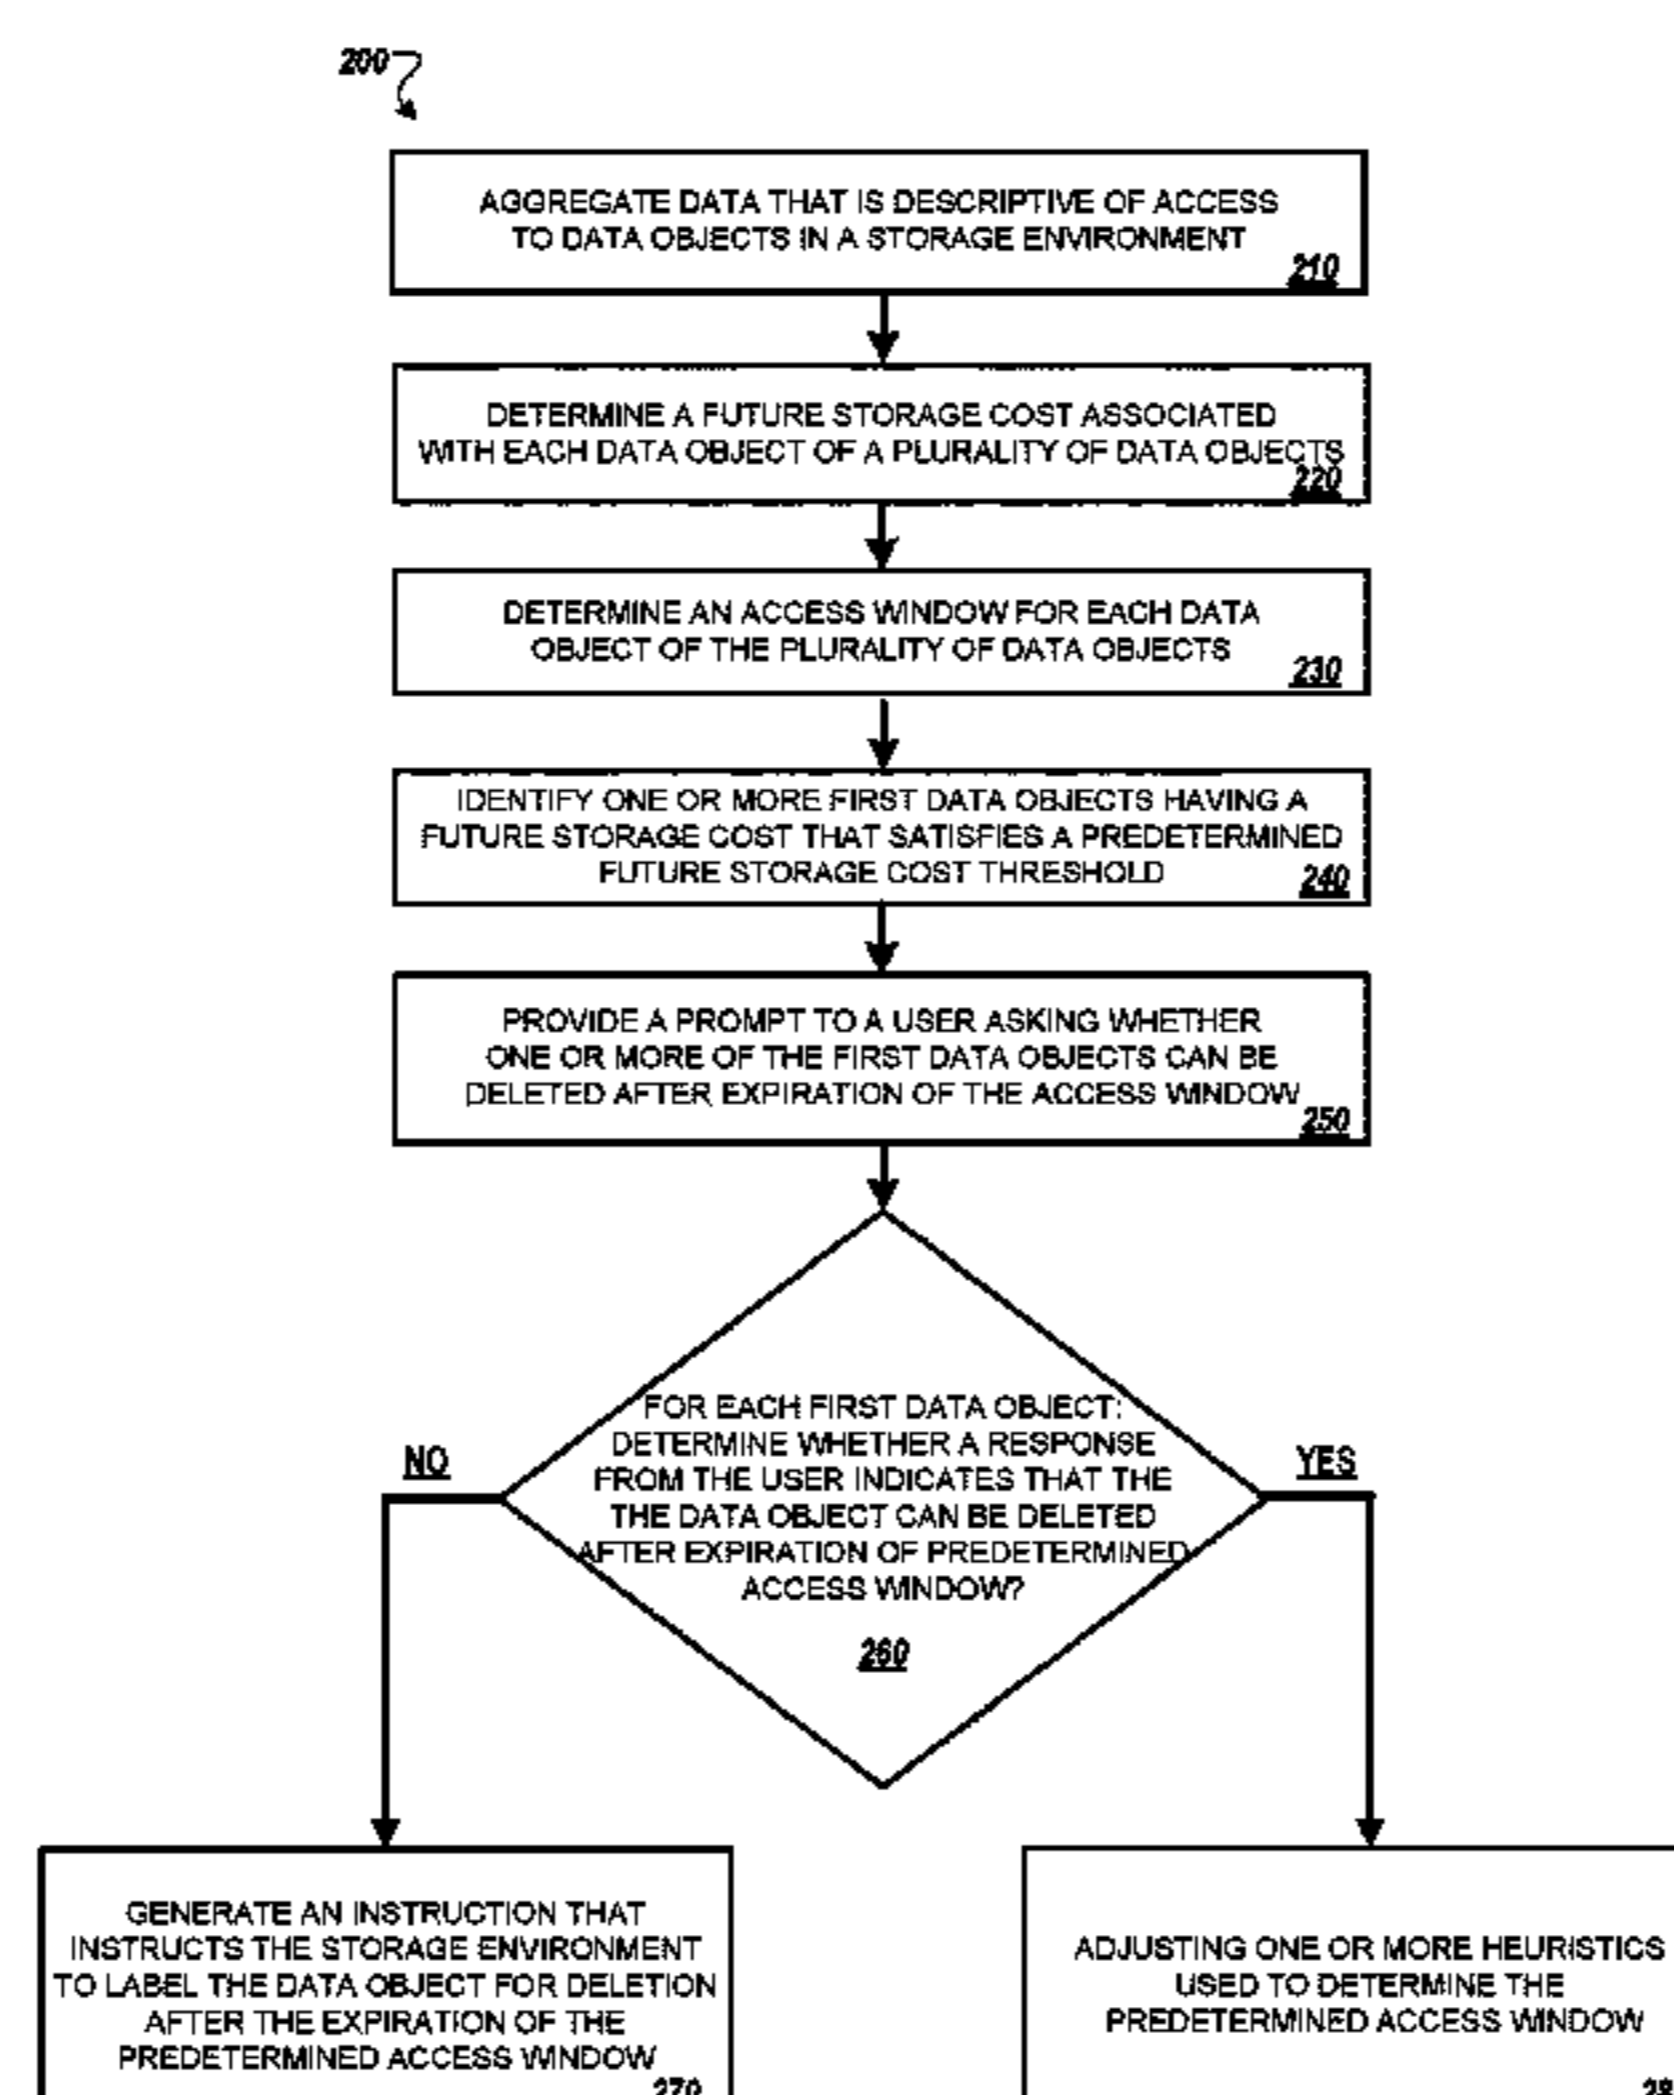 200
AGGREGATE DATA THAT IS DESCRIPTIVE OF ACCESS
TO DATA OBJECTS IN A STORAGE ENVIRONMENT
210
DETERMINE A FUTURE STORAGE COST ASSOCIATED
WITH EACH DATA OBJECT OF A PLURALITY OF DATA OBJECTS
220
DETERMINE AN ACCESS WINDOW FOR EACH DATA
OBJECT OF THE PLURALITY OF DATA OBJECTS
230
IDENTIFY ONE OR MORE FIRST DATA OBJECTS HAVING A
FUTURE STORAGE COST THAT SATISFIES A PREDETERMINED
FUTURE STORAGE COST THRESHOLD
240
PROVIDE A PROMPT TO A USER ASKING WHETHER
ONE OR MORE OF THE FIRST DATA OBJECTS CAN BE
DELETED AFTER EXPIRATION OF THE ACCESS WINDOW
250
FOR EACH FIRST DATA OBJECT:
DETERMINE WHETHER A RESPONSE
FROM THE USER INDICATES THAT THE
THE DATA OBJECT CAN BE DELETED
AFTER EXPIRATION OF PREDETERMINED
ACCESS WINDOW?
260
NO
YES
GENERATE AN INSTRUCTION THAT
INSTRUCTS THE STORAGE ENVIRONMENT
TO LABEL THE DATA OBJECT FOR DELETION
AFTER THE EXPIRATION OF THE
PREDETERMINED ACCESS WINDOW
270
ADJUSTING ONE OR MORE HEURISTICS
USED TO DETERMINE THE
PREDETERMINED ACCESS WINDOW